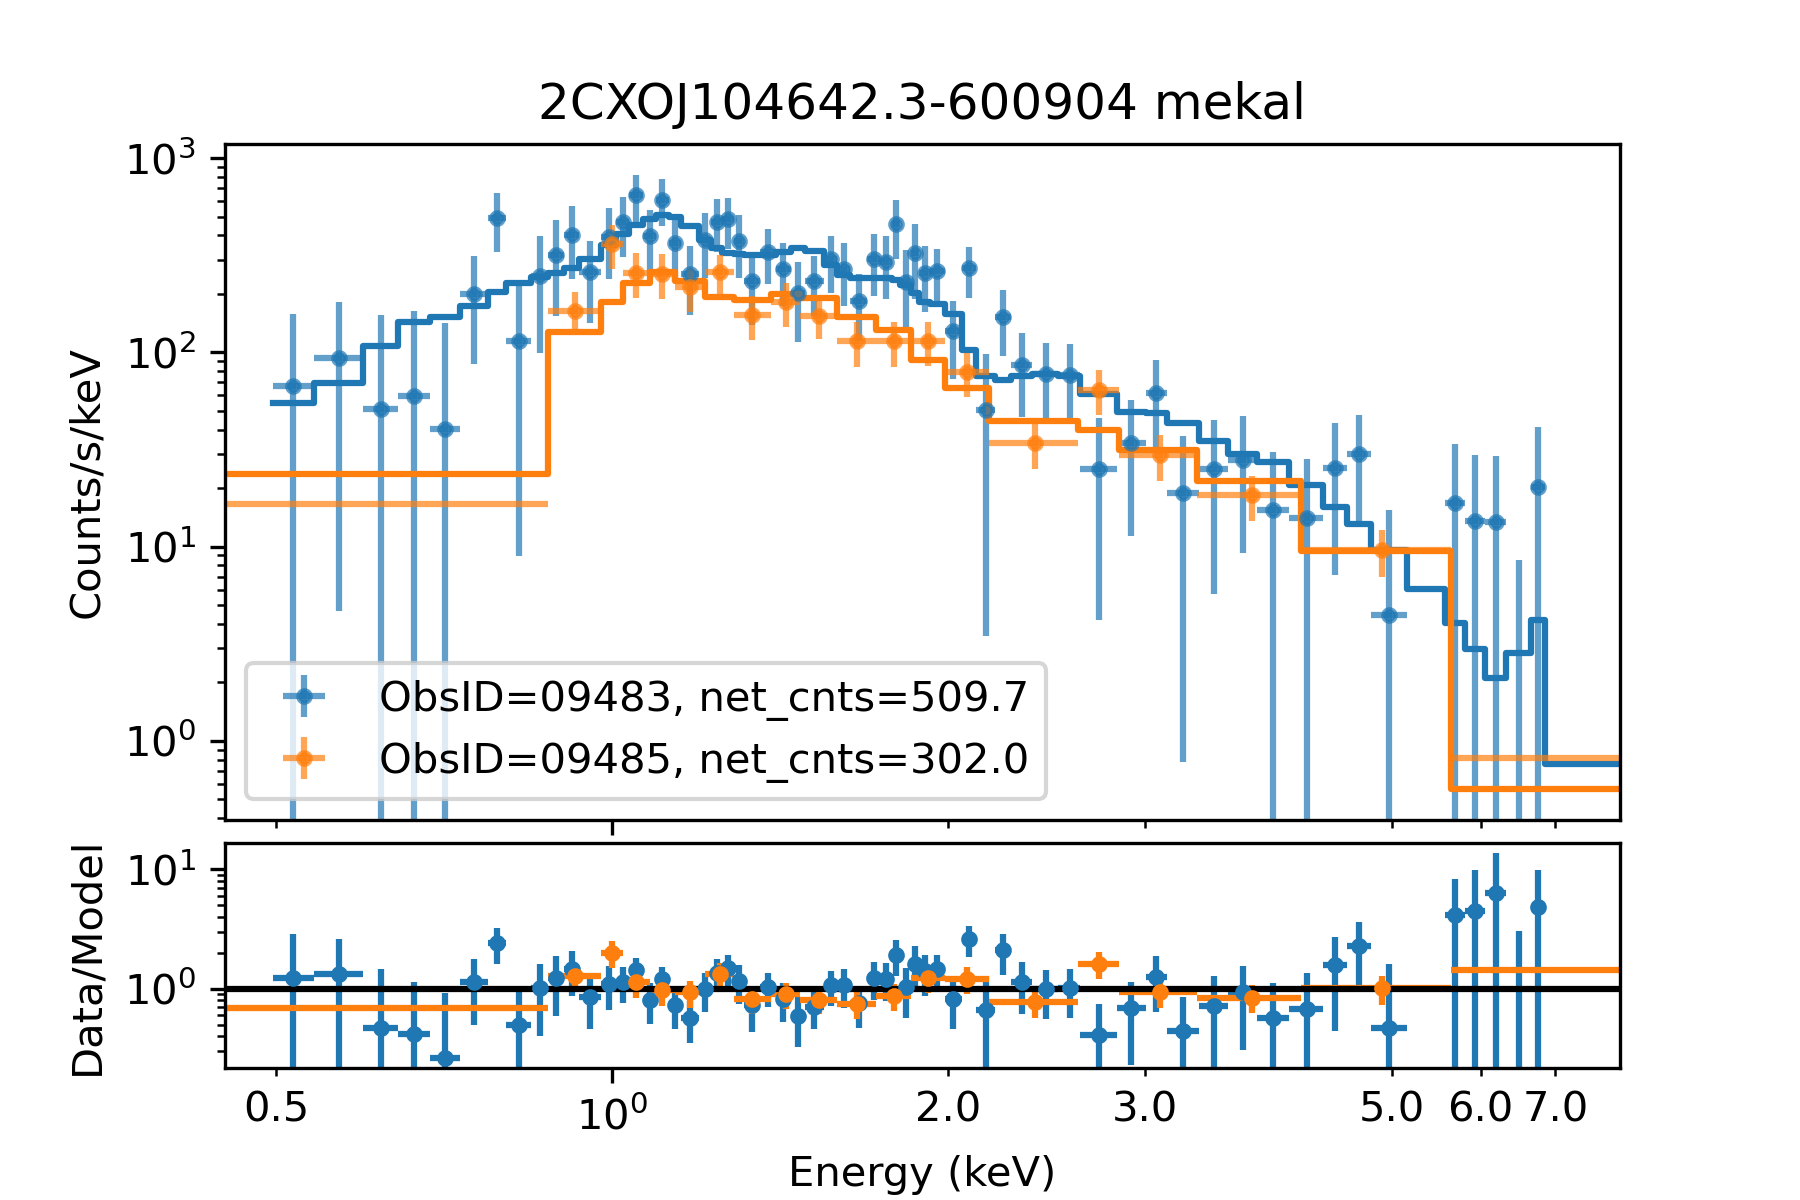 2CXOJ104642.3-600904 mekal
10³
10²
10¹
10⁰
Counts/s/keV
ObsID=09483, net_cnts=509.7
ObsID=09485, net_cnts=302.0
10¹
10⁰
Data/Model
0.5 10⁰ 2.0 3.0 5.0 6.0 7.0
Energy (keV)